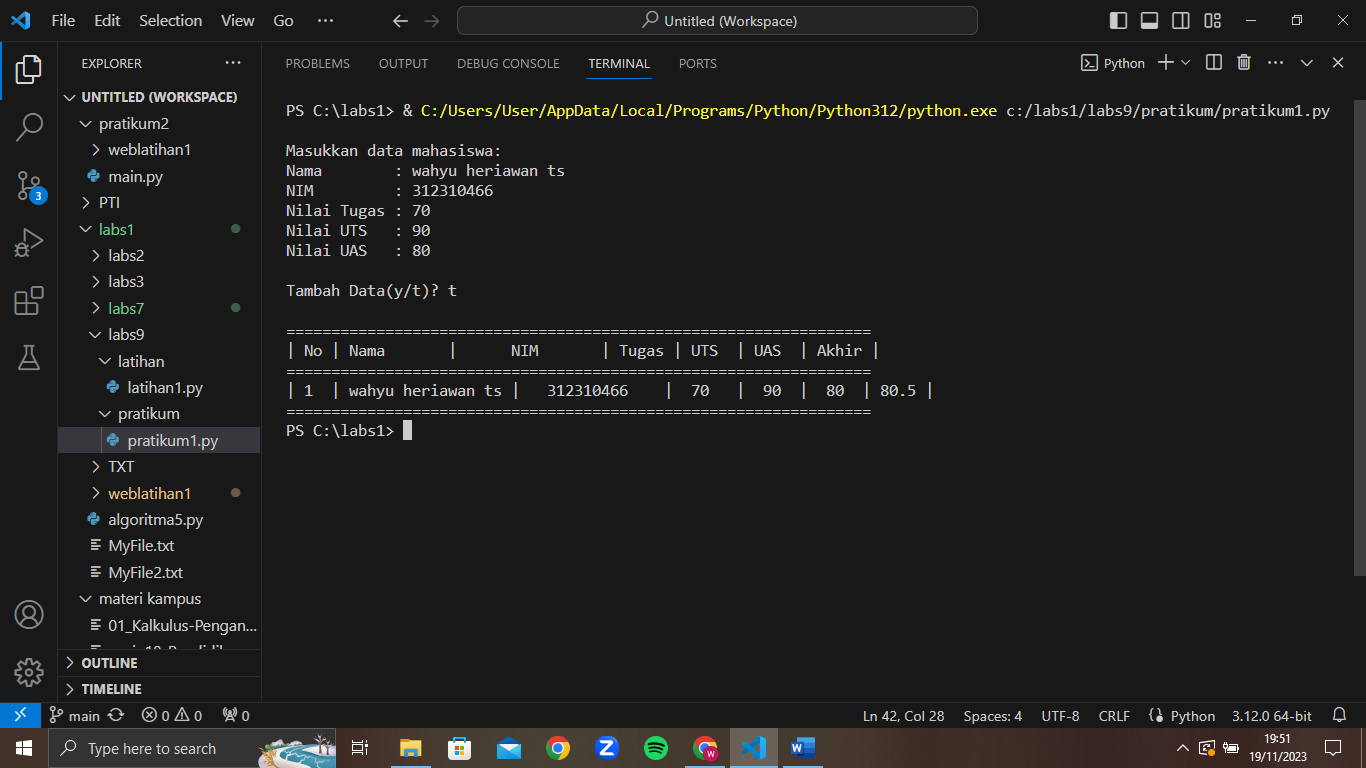 File Edit Selection View Go ··· Untitled (Workspace)
EXPLORER
PROBLEMS OUTPUT DEBUG CONSOLE TERMINAL PORTS
Python
UNTITLED (WORKSPACE)
pratikum2
weblatihan1
main.py
PTI
labs1
labs2
labs3
labs7
labs9
latihan
latihan1.py
pratikum
pratikum1.py
TXT
weblatihan1
algoritma5.py
MyFile.txt
MyFile2.txt
materi kampus
01_Kalkulus-Pengan...
OUTLINE
TIMELINE
3
PS C:\labs1> & C:/Users/User/AppData/Local/Programs/Python/Python312/python.exe c:/labs1/labs9/pratikum/pratikum1.py
Masukkan data mahasiswa:
Nama        : wahyu heriawan ts
NIM         : 312310466
Nilai Tugas : 70
Nilai UTS   : 90
Nilai UAS   : 80
Tambah Data(y/t)? t
=================================================================
| No | Nama       |      NIM       | Tugas | UTS  | UAS  | Akhir |
=================================================================
| 1  | wahyu heriawan ts |   312310466    |  70   |  90  |  80  | 80.5 |
=================================================================
PS C:\labs1>
main 0 0 0 Ln 42, Col 28 Spaces: 4 UTF-8 CRLF Python 3.12.0 64-bit
Type here to search
19:51
19/11/2023